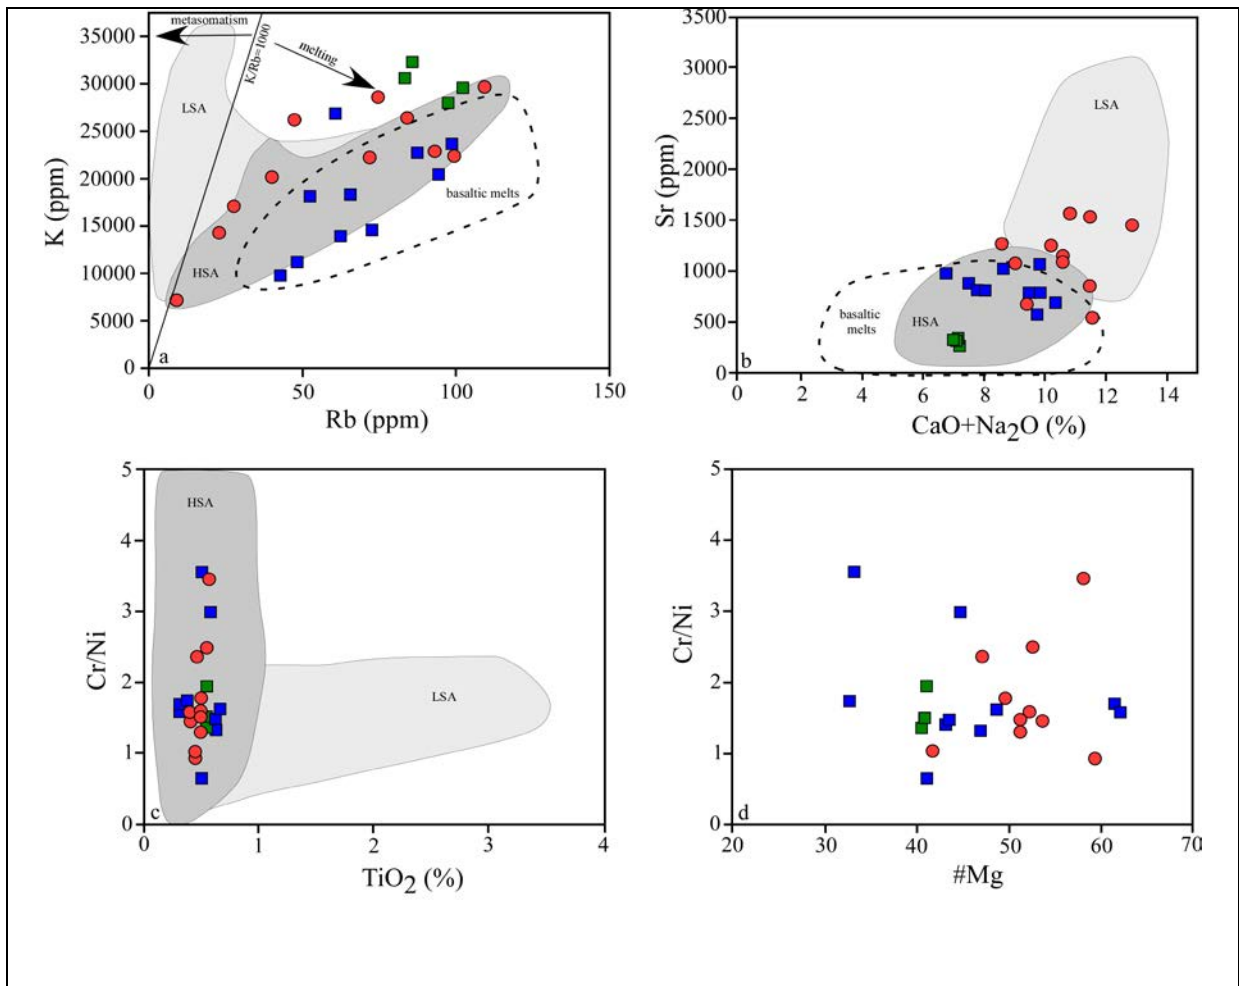 metasomatism
melting
K/Rb=1000
LSA
HSA
basaltic melts
a
35000
30000
25000
20000
15000
10000
5000
0
K (ppm)
0
50
100
150
Rb (ppm)
3500
3000
2500
2000
1500
1000
500
0
Sr (ppm)
LSA
HSA
basaltic
melts
b
0
2
4
6
8
10
12
14
CaO+Na2O (%)
5
4
3
2
1
0
Cr/Ni
HSA
LSA
c
0
1
2
3
4
TiO2 (%)
5
4
3
2
1
0
Cr/Ni
d
20
30
40
50
60
70
#Mg